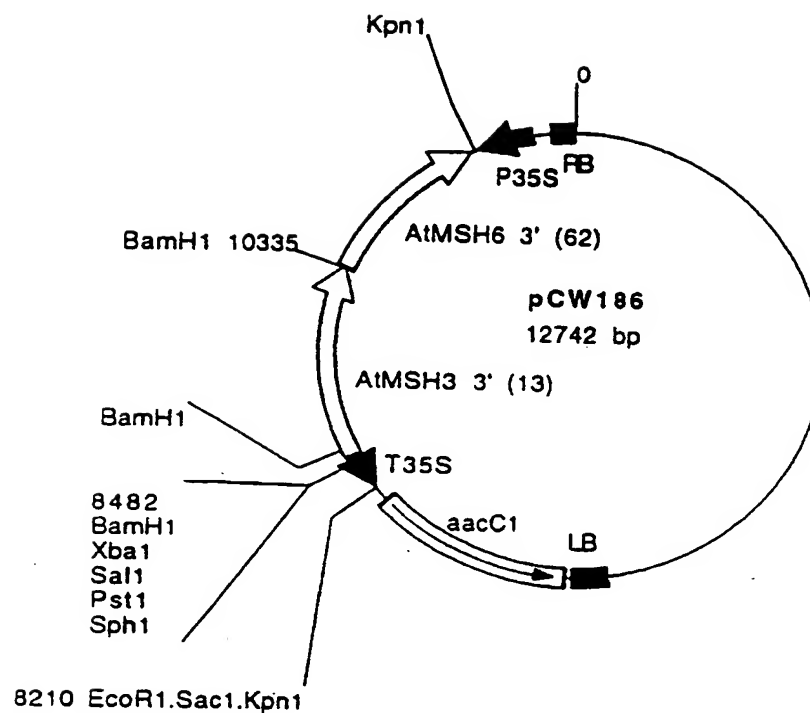 Kpn1
0
P35S
RB
BamH1 10335
AtMSH6 3' (62)
pCW186
12742 bp
AtMSH3 3' (13)
BamH1
T35S
8482
BamH1
Xba1
Sal1
Pst1
Sph1
aacC1
LB
8210 EcoR1.Sac1.Kpn1